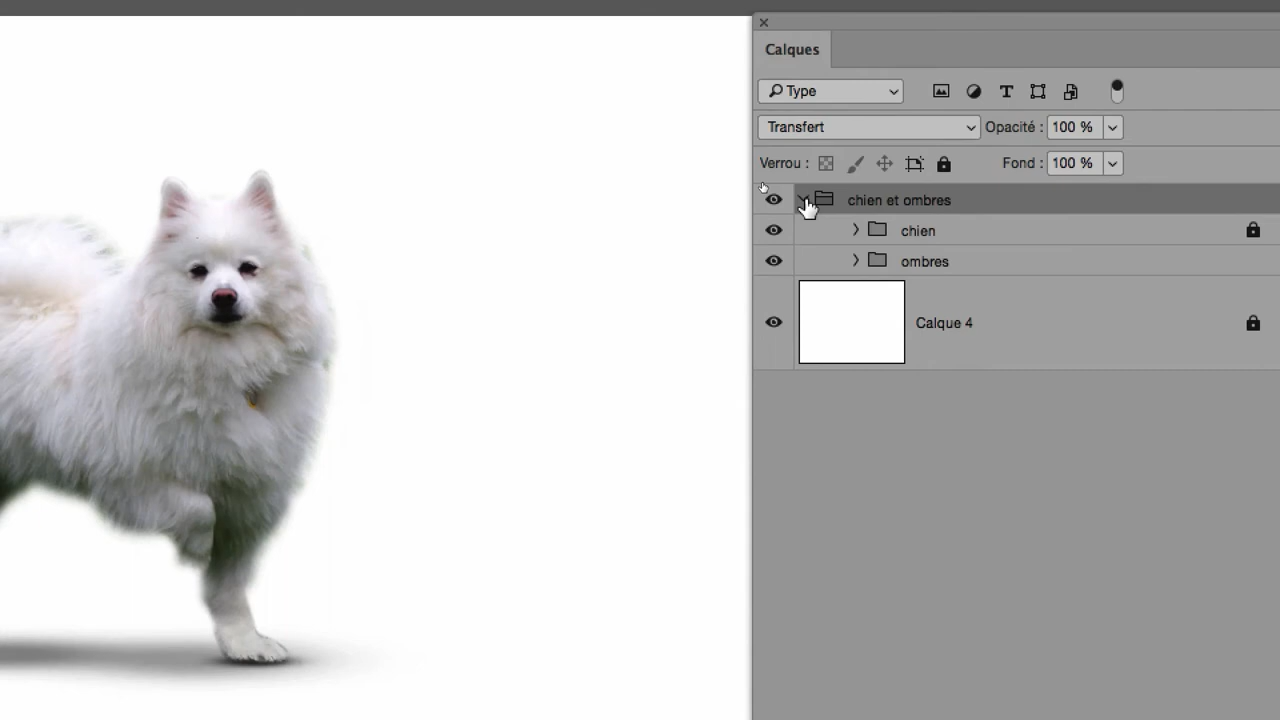 Calques
Type
Transfert
Opacité : 100 %
Verrou :
Fond : 100 %
chien et ombres
chien
ombres
Calque 4